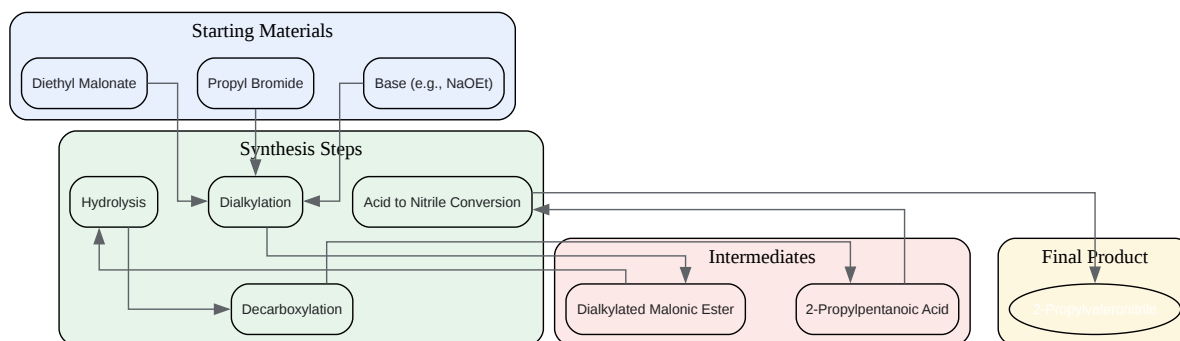 Starting Materials
Diethyl Malonate
Propyl Bromide
Base (e.g., NaOEt)
Synthesis Steps
Hydrolysis
Dialkylation
Acid to Nitrile Conversion
Decarboxylation
Intermediates
Dialkylated Malonic Ester
2-Propylpentanoic Acid
Final Product